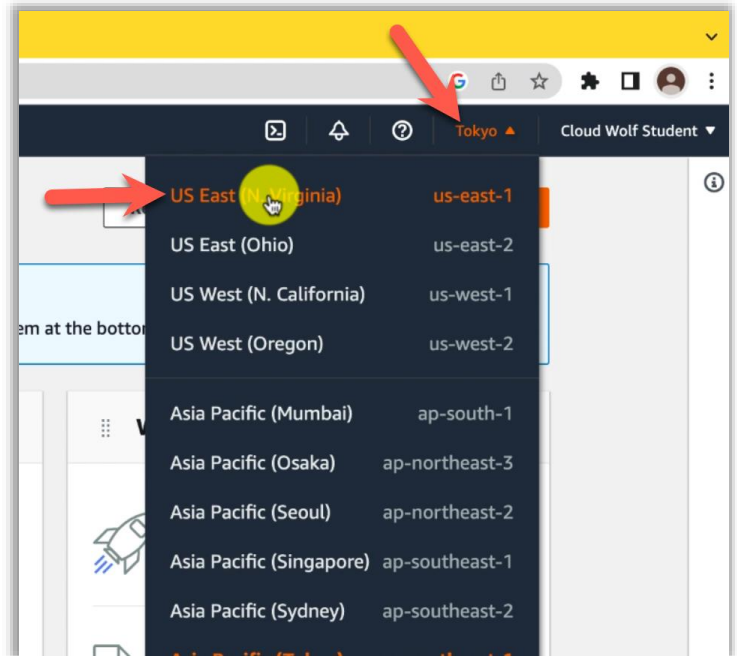 Tokyo ▲ Cloud Wolf Student ▼
US East (N. Virginia) us-east-1
US East (Ohio) us-east-2
US West (N. California) us-west-1
em at the bottom
US West (Oregon) us-west-2
Asia Pacific (Mumbai) ap-south-1
Asia Pacific (Osaka) ap-northeast-3
Asia Pacific (Seoul) ap-northeast-2
Asia Pacific (Singapore) ap-southeast-1
Asia Pacific (Sydney) ap-southeast-2